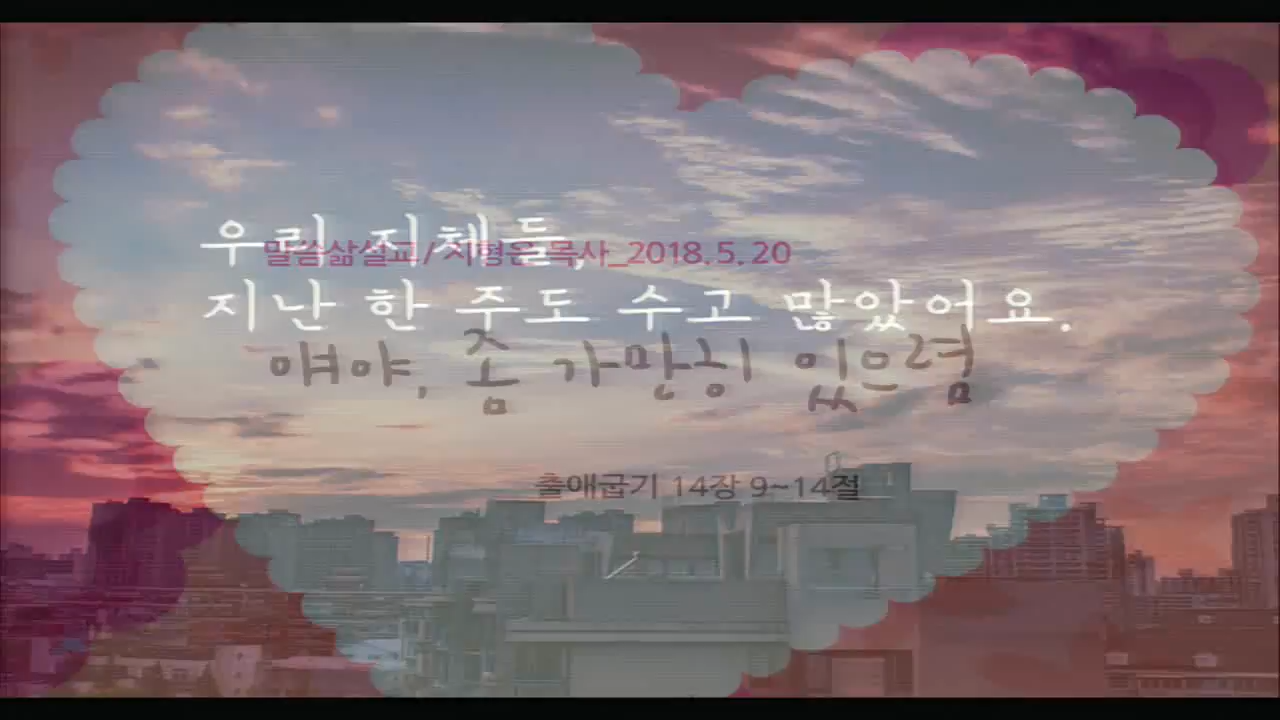 우리 지체들,
말씀삶설교/지형은 목사_2018.5.20
지난 한 주도 수고 많았어요.
얘야, 좀 가만히 있으렴
출애굽기 14장 9~14절